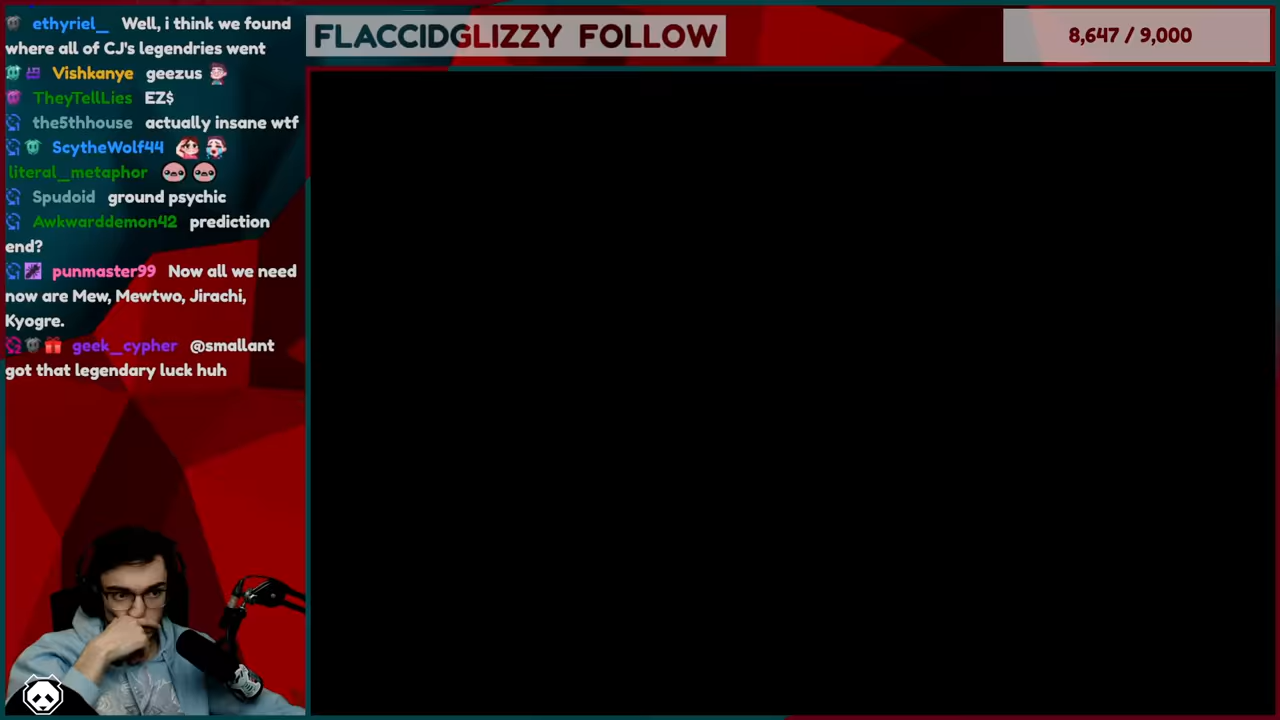 ethyriel_ Well, i think we found
where all of CJ's legendries went
Vishkanye geezus
TheyTellLies EZ$
the5thhouse actually insane wtf
ScytheWolf44
literal_metaphor
Spudoid ground psychic
Awkwarddemon42 prediction
end?
punmaster99 Now all we need
now are Mew, Mewtwo, Jirachi,
Kyogre.
geek_cypher @smallant
got that legendary luck huh
FLACCIDGLIZZY FOLLOW
8,647 / 9,000